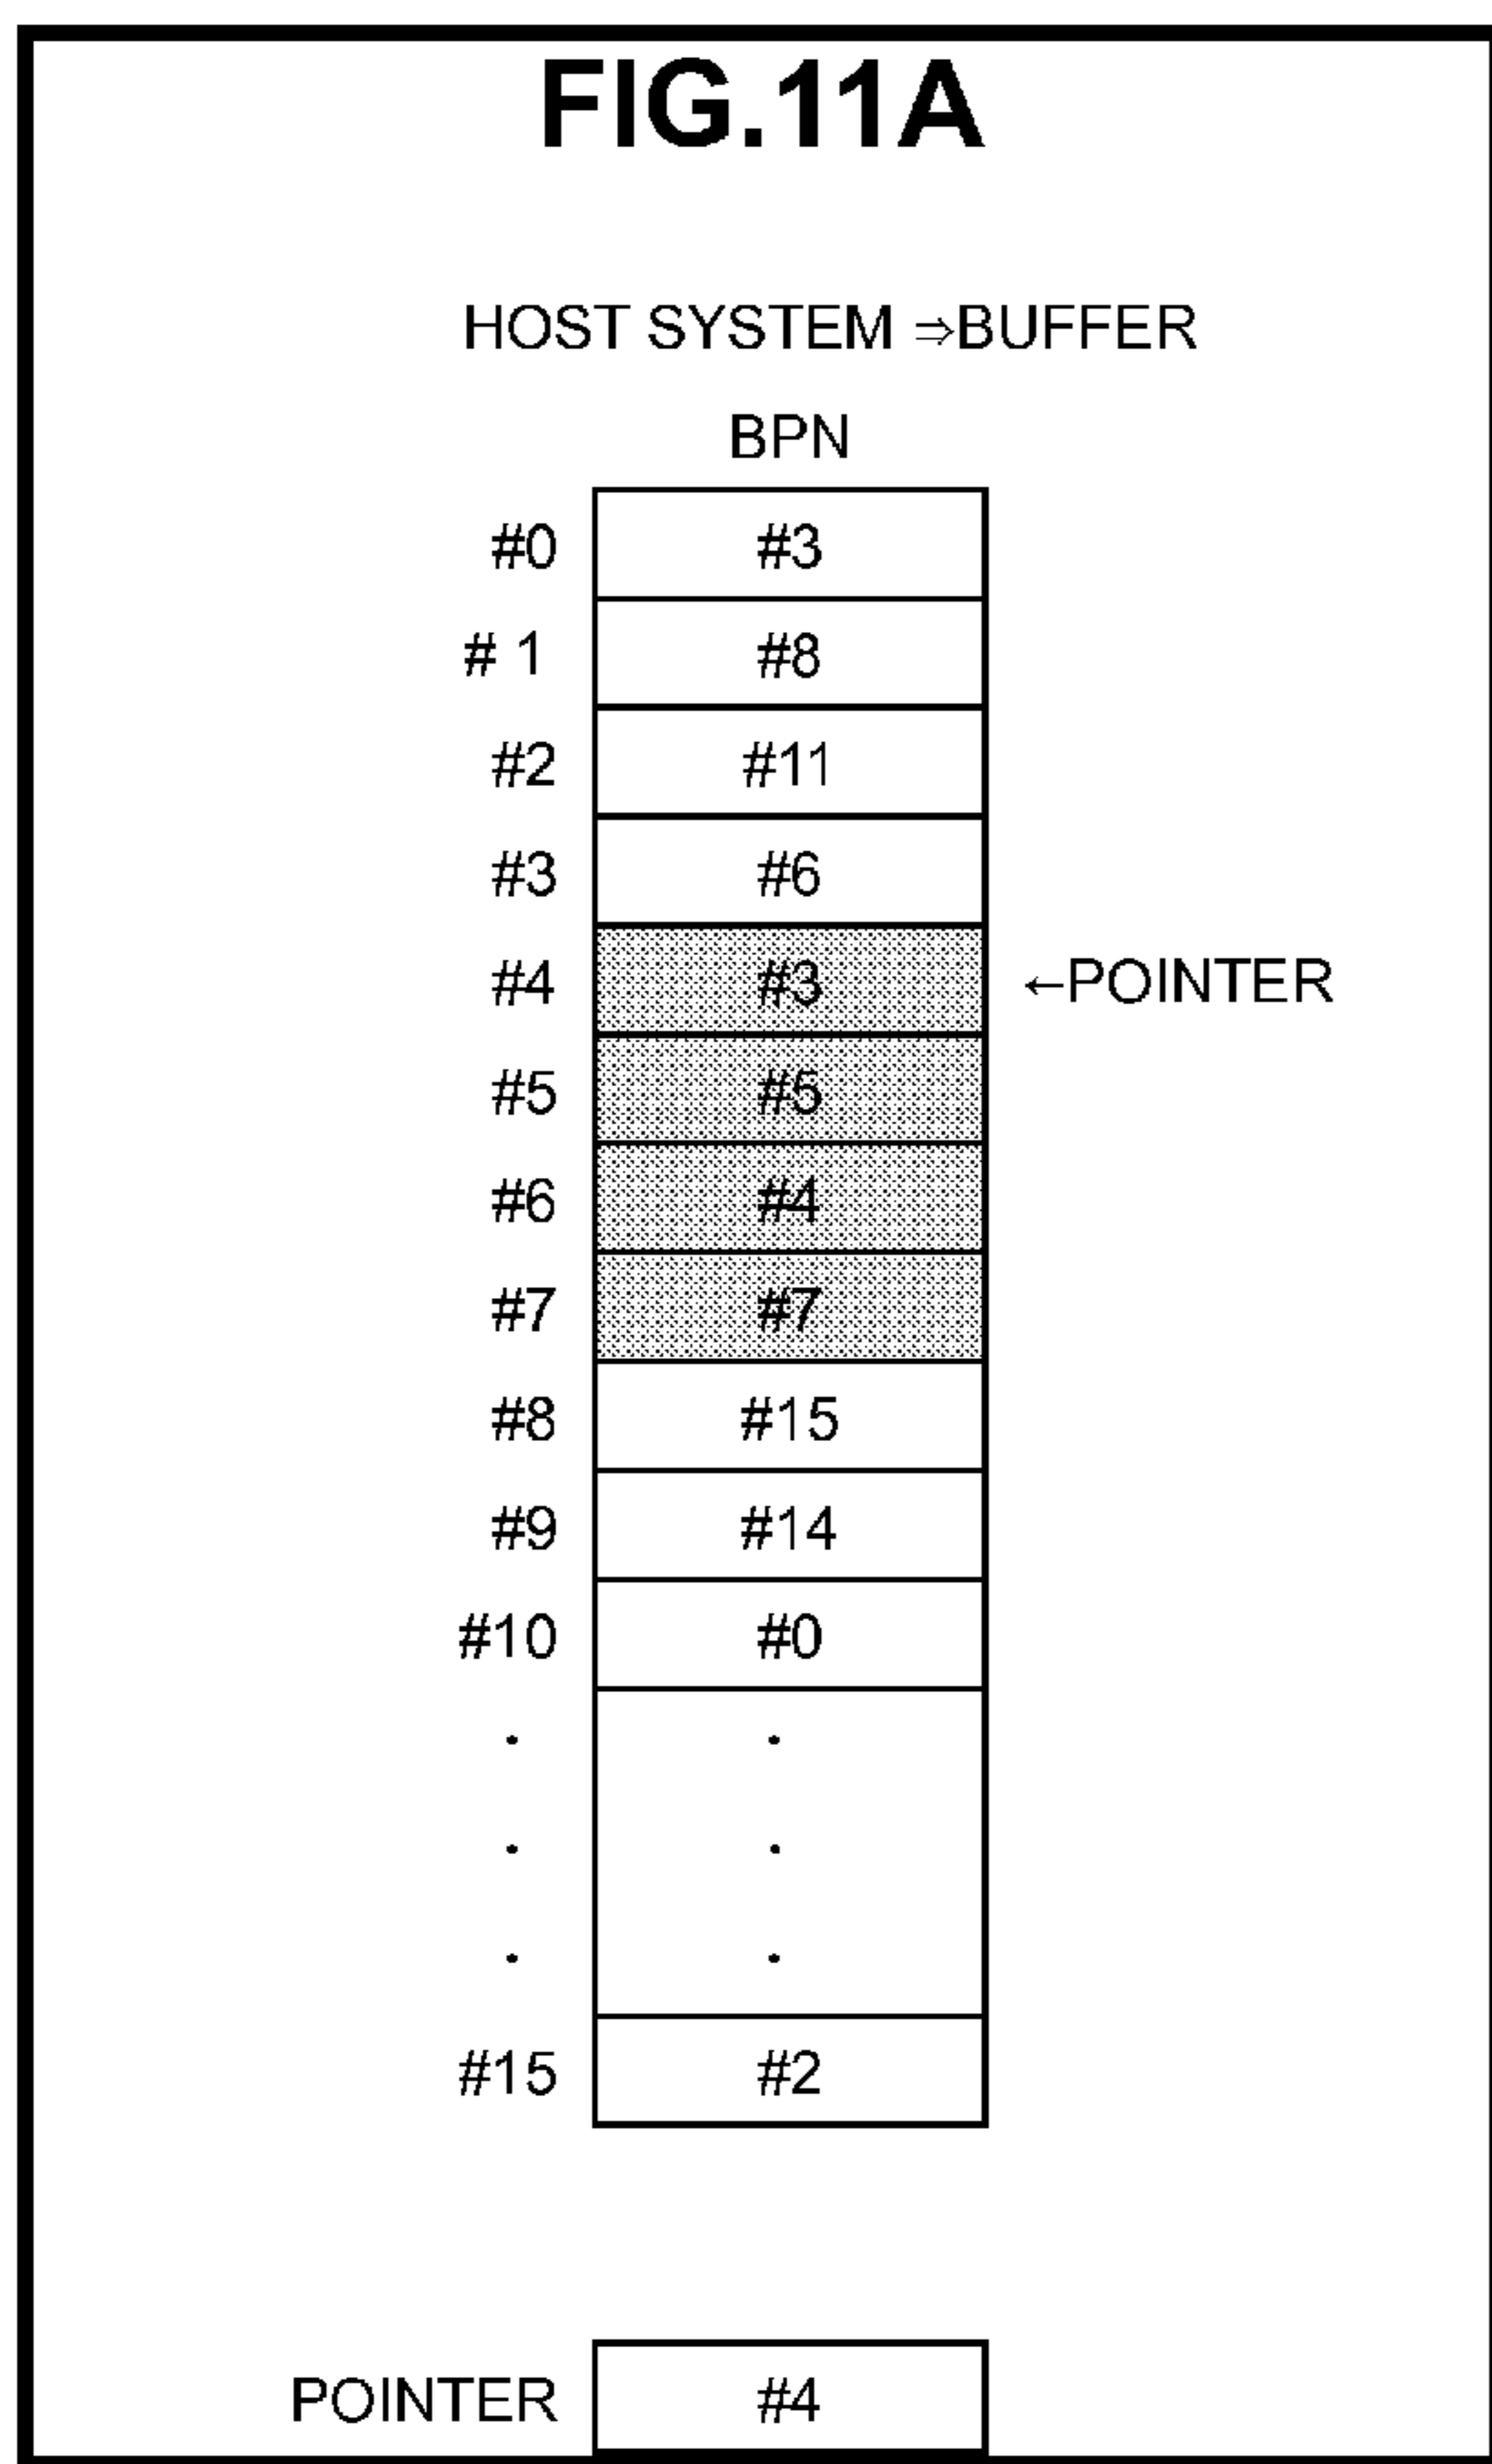 FIG.11A
HOST SYSTEM ⇒BUFFER
BPN
#0 #3
# 1 #8
#2 #11
#3 #6
#4 #3 ←POINTER
#5 #5
#6 #4
#7 #7
#8 #15
#9 #14
#10 #0
. .
. .
. .
#15 #2
POINTER #4